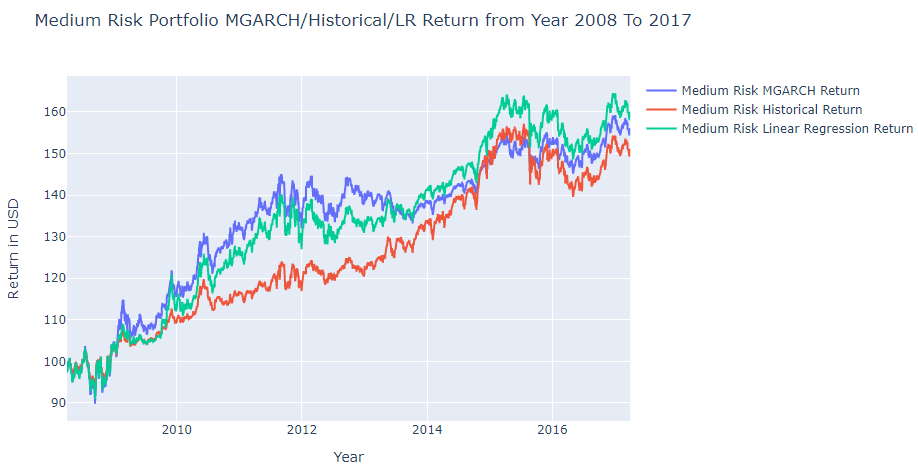 Medium Risk Portfolio MGARCH/Historical/LR Return from Year 2008 To 2017
Medium Risk MGARCH Return
Medium Risk Historical Return
Medium Risk Linear Regression Return
Return in USD
160
150
140
130
120
110
100
90
2010
2012
2014
2016
Year